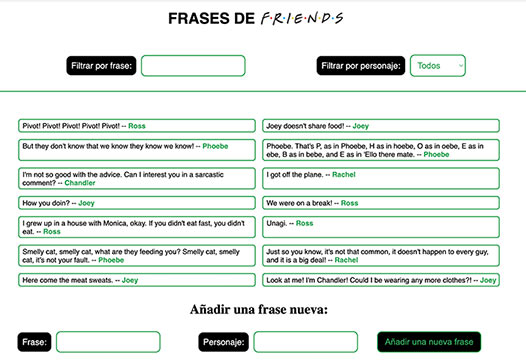 FRASES DE F·R·I·E·N·D·S
Filtrar por frase:
Filtrar por personaje: Todos
Pivot! Pivot! Pivot! Pivot! Pivot! -- Ross
Joey doesn't share food! -- Joey
But they don't know that we know they know we know! -- Phoebe
Phoebe. That's P, as in Phoebe, H as in hoebe, O as in oebe, E as in
ebe, B as in bebe, and E as in 'Ello there mate. -- Phoebe
I'm not so good with the advice. Can I interest you in a sarcastic
comment? -- Chandler
I got off the plane. -- Rachel
How you doin? -- Joey
We were on a break! -- Ross
I grew up in a house with Monica, okay. If you didn't eat fast, you didn't
eat. -- Ross
Unagi. -- Ross
Smelly cat, smelly cat, what are they feeding you? Smelly cat, smelly
cat, it's not your fault. -- Phoebe
Just so you know, it's not that common, it doesn't happen to every guy,
and it is a big deal! -- Rachel
Here come the meat sweats. -- Joey
Look at me! I'm Chandler! Could I be wearing any more clothes?! -- Joey
Añadir una frase nueva:
Frase:
Personaje:
Añadir una nueva frase